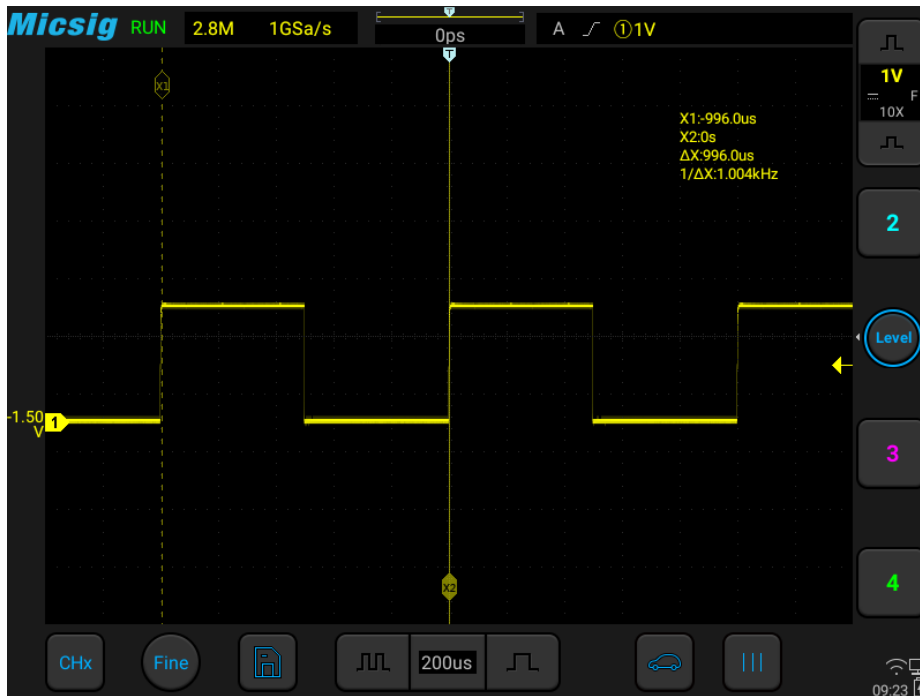 Micsig RUN 2.8M 1GSa/s T 0ps A ①1V
T
X1
1V
F
10X
X1:-996.0us
X2:0s
ΔX:996.0us
1/ΔX:1.004kHz
2
Level
-1.50
V
1
3
X2
4
CHx Fine 200us
09:23